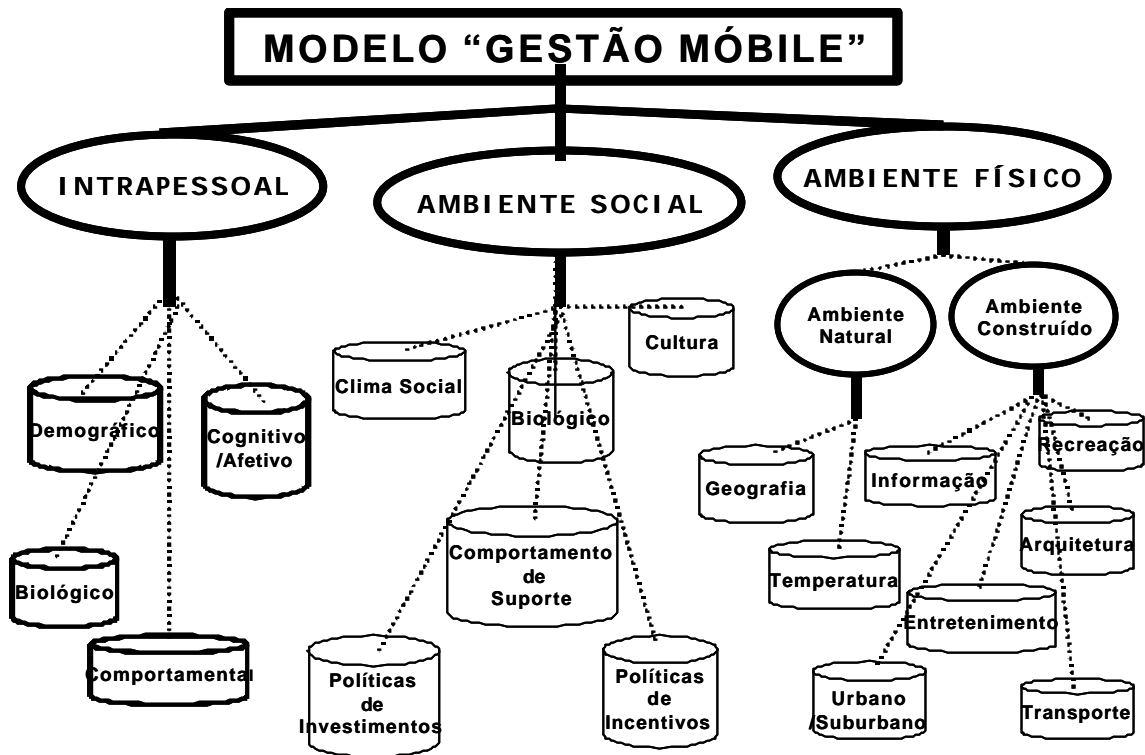 MODELO “GESTÃO MÓBILE”
INTRAPESSOAL
AMBIENTE SOCIAL
AMBIENTE FÍSICO
Demográfico
Cognitivo
/Afetivo
Biológico
Comportamental
Clima Social
Cultura
Biológico
Comportamento
de
Suporte
Políticas
de
Investimentos
Políticas
de
Incentivos
Ambiente
Natural
Ambiente
Construído
Geografia
Temperatura
Informação
Recreação
Arquitetura
Entretenimento
Urbano
/Suburbano
Transporte